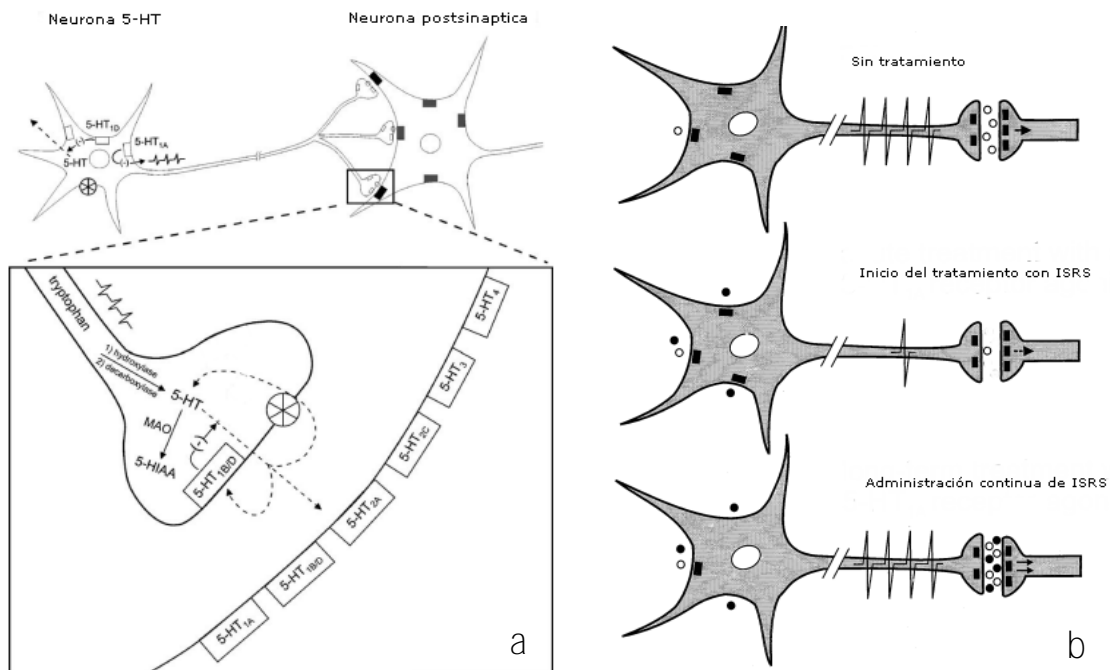 Neurona 5-HT
Neurona postsinaptica
5-HT1D
(-)
5-HT1A
5-HT
(-)
tryptophan
1) hydroxylase
2) decarboxylase
5-HT
MAO
5-HIAA
(-)
5-HT1B/D
5-HT4
5-HT3
5-HT2C
5-HT2A
5-HT1B/D
5-HT1A
a
Sin tratamiento
Inicio del tratamiento con ISRS
Administración continua de ISRS
b